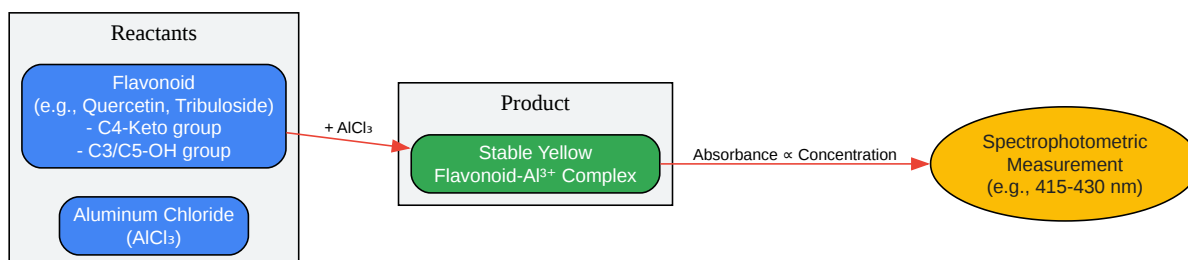 Reactants
Flavonoid
(e.g., Quercetin, Tribuloside)
- C4-Keto group
- C3/C5-OH group
Aluminum Chloride
(AlCl₃)
+ AlCl₃
Product
Stable Yellow
Flavonoid-Al³⁺ Complex
Absorbance ∝ Concentration
Spectrophotometric
Measurement
(e.g., 415-430 nm)